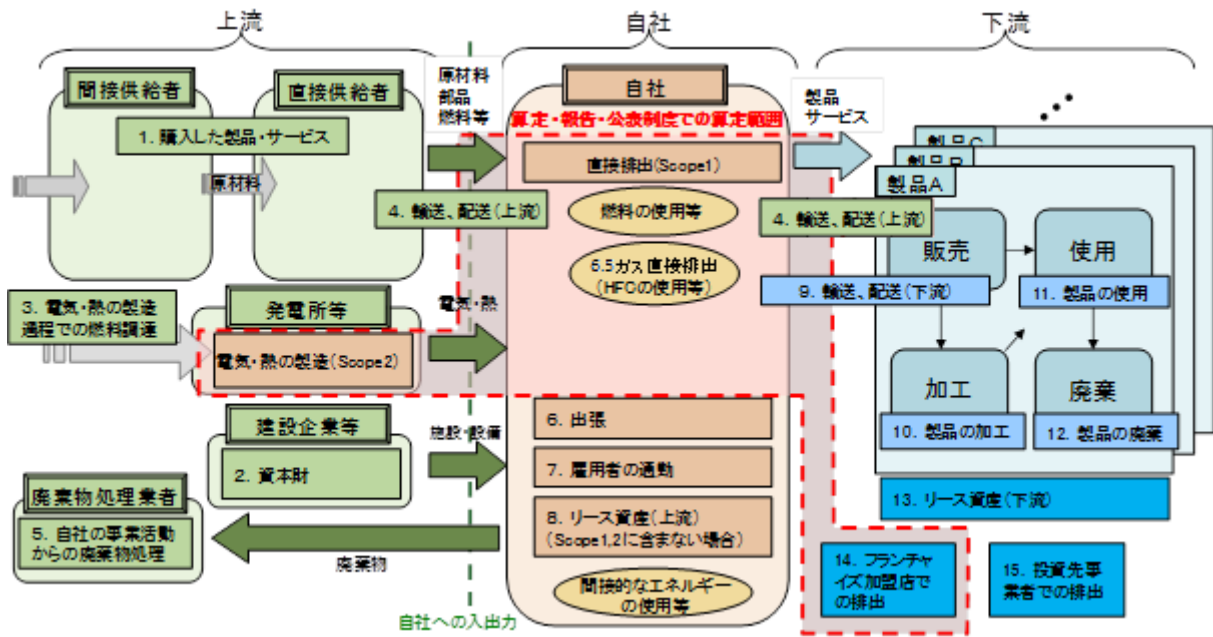 上流
自社
下流
間接供給者
直接供給者
原材料
部品
燃料等
自社
製品
サービス
算定・報告・公表制度での算定範囲
1. 購入した製品・サービス
原材料
直接排出(Scope1)
製品C
製品B
製品A
4. 輸送、配送(上流)
燃料の使用等
4. 輸送、配送(上流)
販売
使用
6.5ガス直接排出
(HFCの使用等)
9. 輸送、配送(下流)
11. 製品の使用
3. 電気・熱の製造
過程での燃料調達
発電所等
電気・熱
電気・熱の製造(Scope2)
加工
廃棄
10. 製品の加工
12. 製品の廃棄
建設企業等
施設・設備
2. 資本財
6. 出張
7. 雇用者の通勤
8. リース資産(上流)
(Scope1,2に含まない場合)
13. リース資産(下流)
廃棄物処理業者
5. 自社の事業活動
からの廃棄物処理
廃棄物
14. フランチャ
イズ加盟店で
の排出
15. 投資先事
業者での排出
間接的なエネルギー
の使用等
自社への入出力